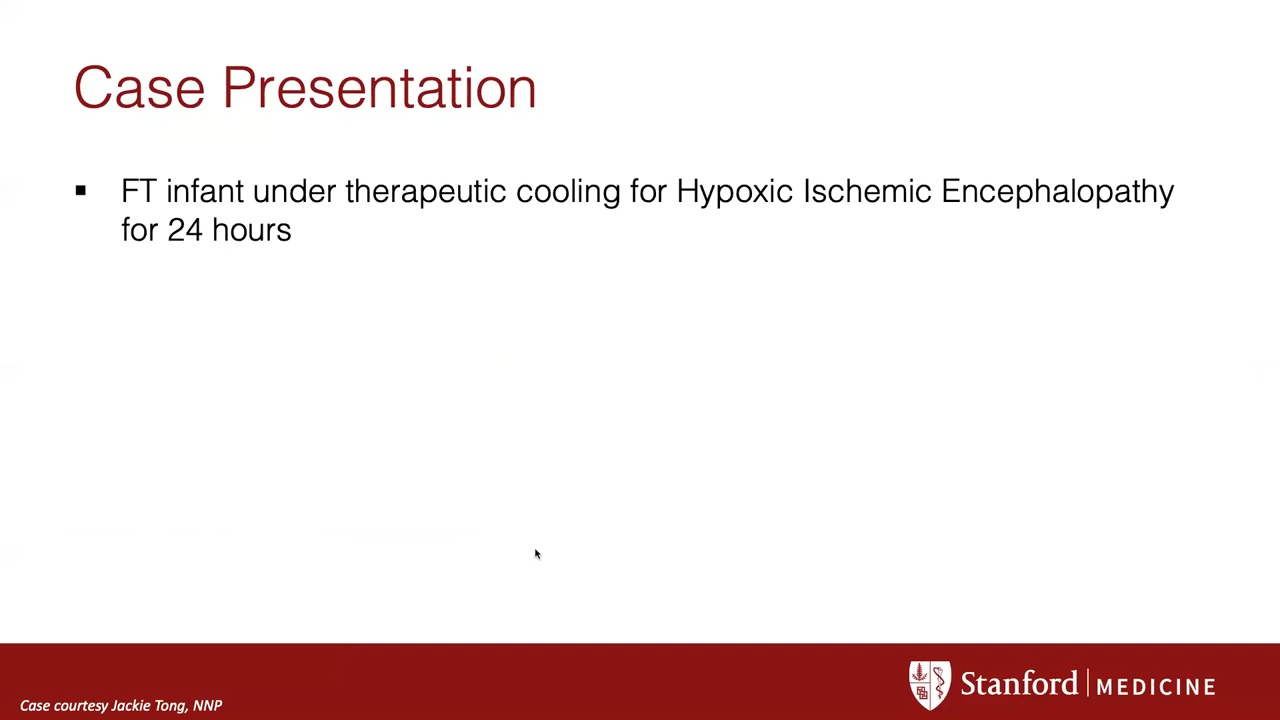 Case Presentation
▪ FT infant under therapeutic cooling for Hypoxic Ischemic Encephalopathy
for 24 hours
Case courtesy Jackie Tong, NNP
Stanford | MEDICINE